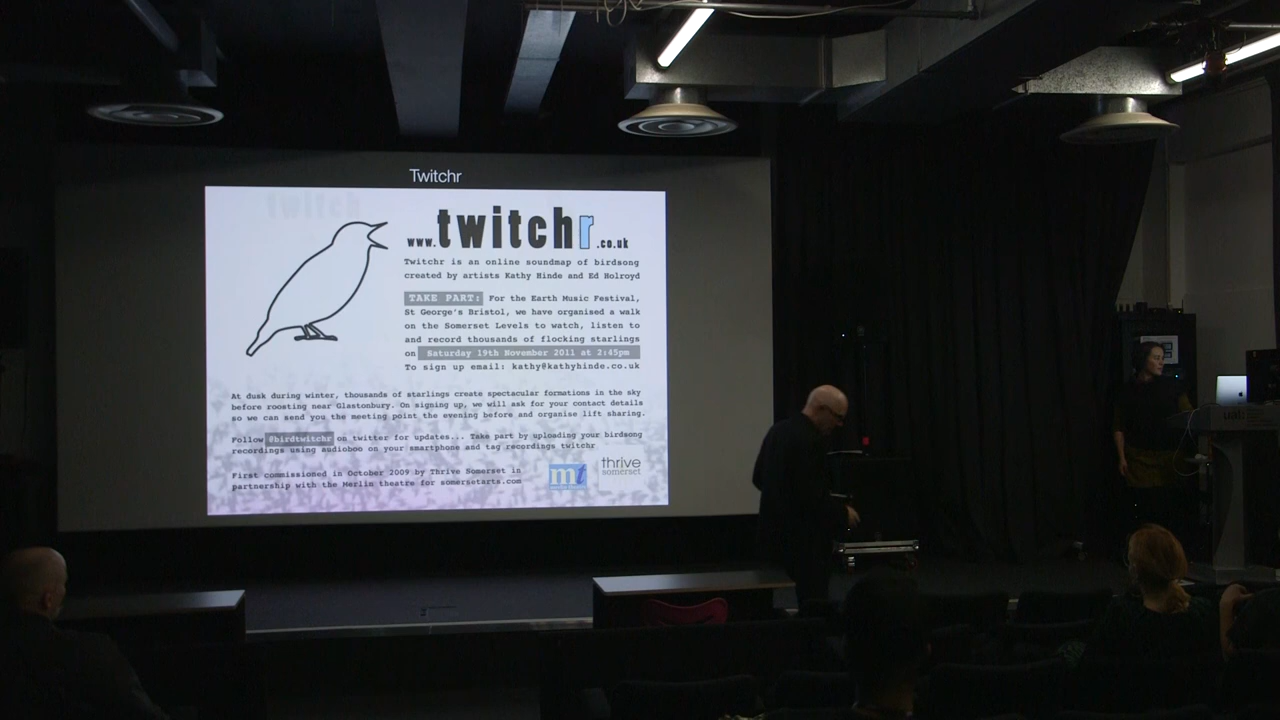 Twitchr
www.twitchr.co.uk
Twitchr is an online soundmap of birdsong
created by artists Kathy Hinde and Ed Holroyd
TAKE PART: For the Earth Music Festival,
St George's Bristol, we have organised a walk
on the Somerset Levels to watch, listen to
and record thousands of flocking starlings
on Saturday 19th November 2011 at 2:45pm
To sign up email: kathy@kathyhinde.co.uk
At dusk during winter, thousands of starlings create spectacular formations in the sky
before roosting near Glastonbury. On signing up, we will ask for your contact details
so we can send you the meeting point the evening before and organise lift sharing.
Follow @birdtwitchr on twitter for updates... Take part by uploading your birdsong
recordings using audioboo on your smartphone and tag recordings twitchr
First commissioned in October 2009 by Thrive Somerset in
partnership with the Merlin theatre for somersetarts.com
mt
thrive
somerset